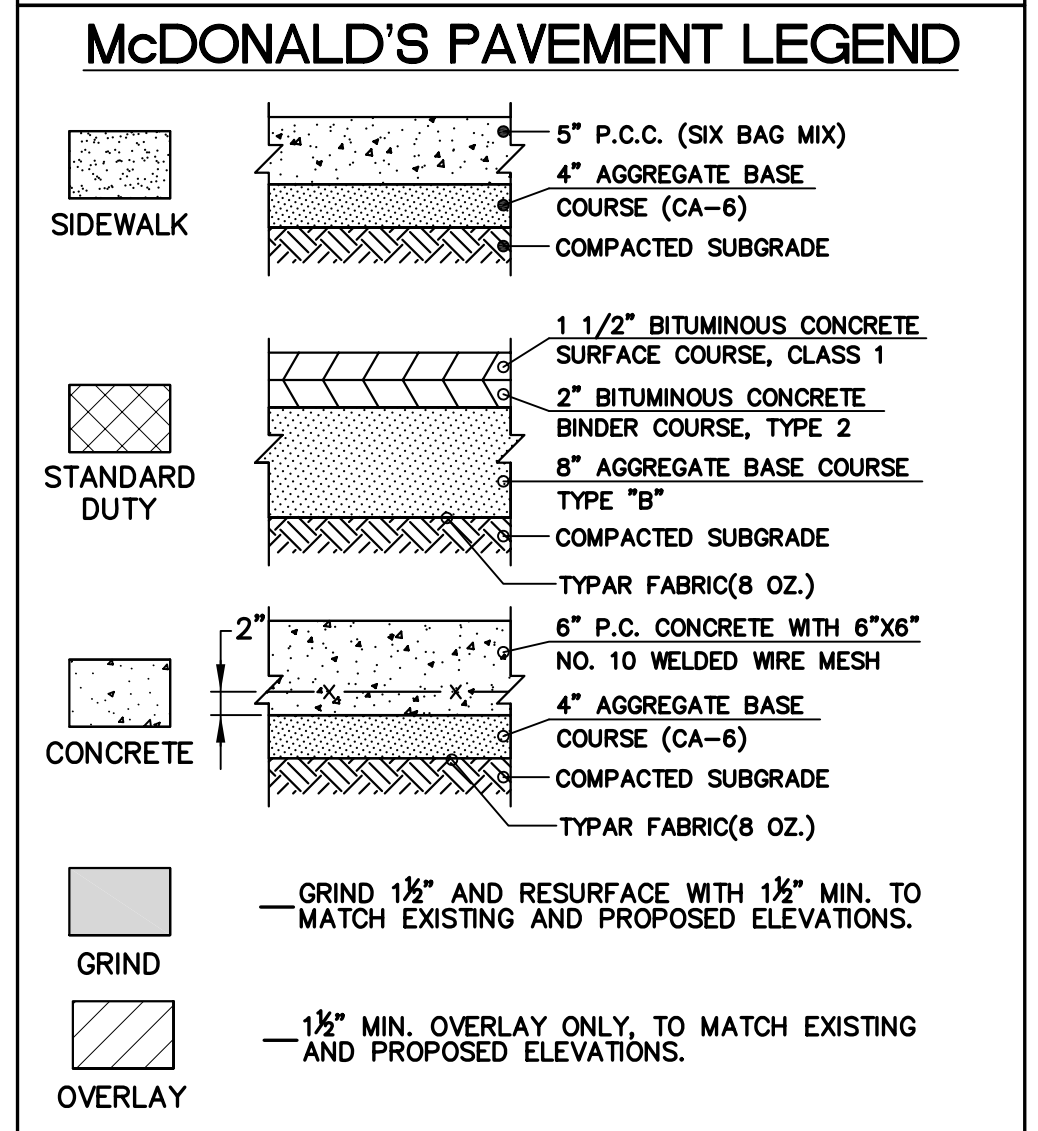 McDONALD'S PAVEMENT LEGEND
SIDEWALK
5" P.C.C. (SIX BAG MIX)
4" AGGREGATE BASE
COURSE (CA-6)
COMPACTED SUBGRADE
STANDARD
DUTY
1 1/2" BITUMINOUS CONCRETE
SURFACE COURSE, CLASS 1
2" BITUMINOUS CONCRETE
BINDER COURSE, TYPE 2
8" AGGREGATE BASE COURSE
TYPE "B"
COMPACTED SUBGRADE
TYPAR FABRIC(8 OZ.)
CONCRETE
2"
6" P.C. CONCRETE WITH 6"X6"
NO. 10 WELDED WIRE MESH
4" AGGREGATE BASE
COURSE (CA-6)
COMPACTED SUBGRADE
TYPAR FABRIC(8 OZ.)
GRIND
GRIND 1½" AND RESURFACE WITH 1½" MIN. TO
MATCH EXISTING AND PROPOSED ELEVATIONS.
OVERLAY
1½" MIN. OVERLAY ONLY, TO MATCH EXISTING
AND PROPOSED ELEVATIONS.